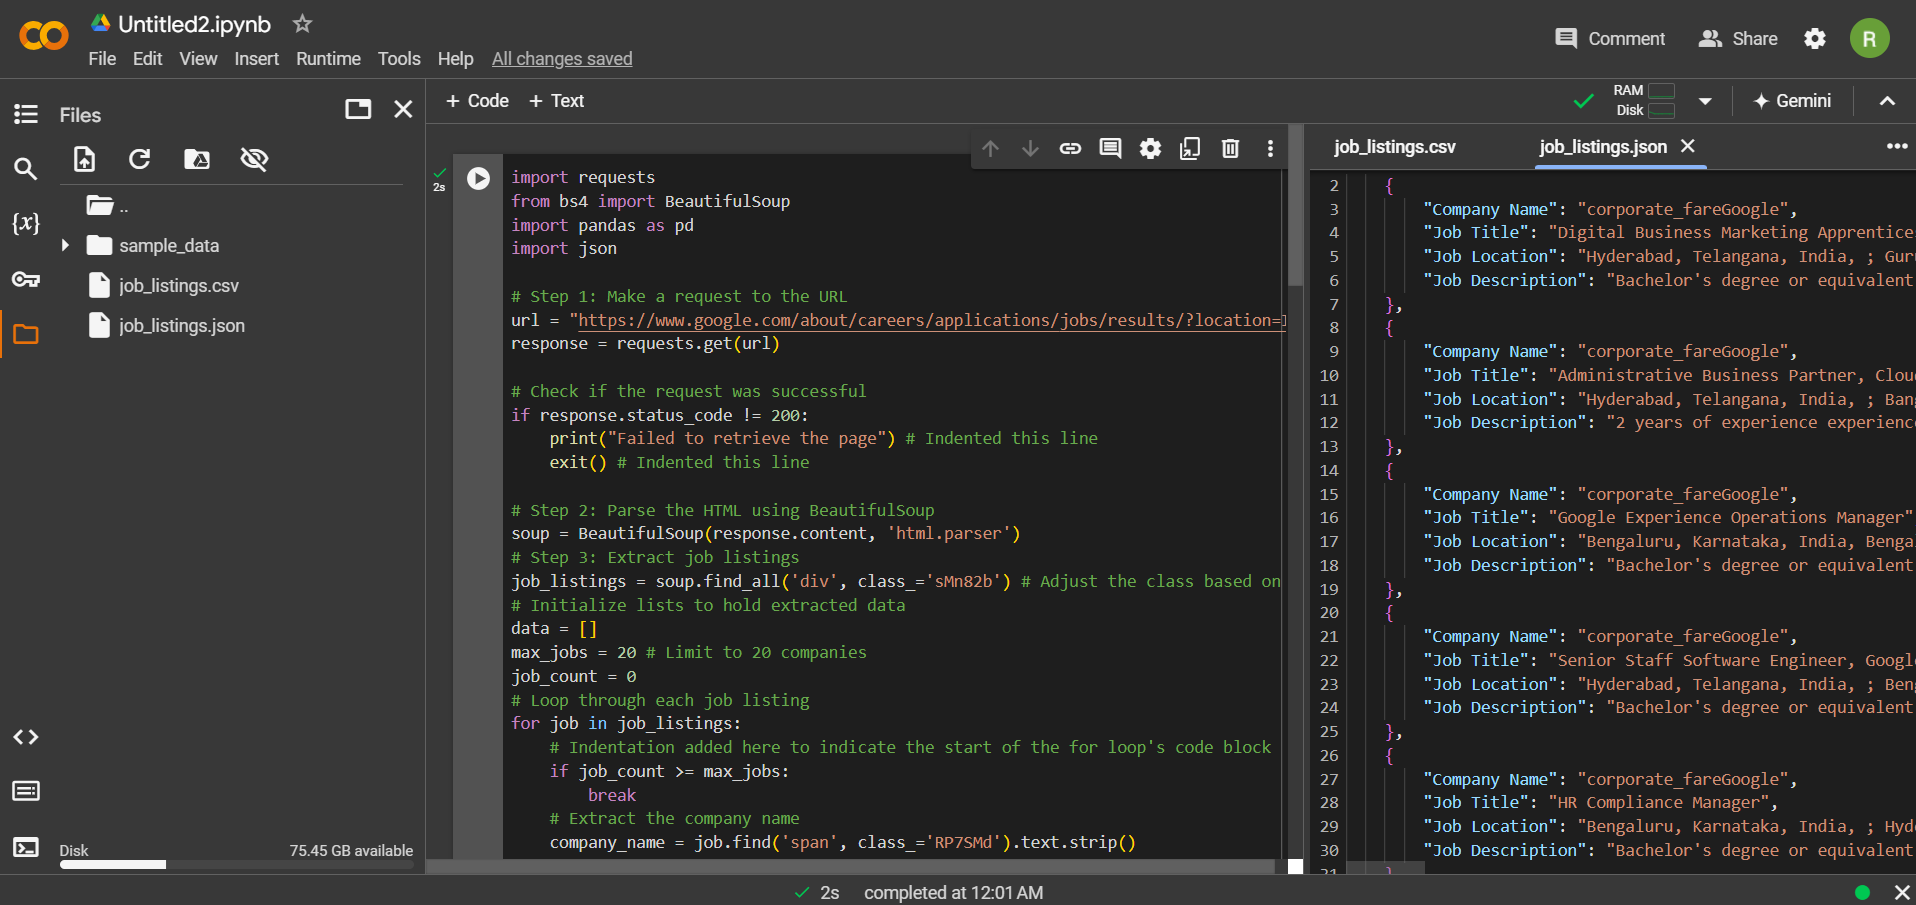 Untitled2.ipynb
File Edit View Insert Runtime Tools Help All changes saved
Comment
Share
R
Files
..
sample_data
job_listings.csv
job_listings.json
Disk 75.45 GB available
{x}
+ Code + Text
RAM
Disk
Gemini
2s
import requests
from bs4 import BeautifulSoup
import pandas as pd
import json
# Step 1: Make a request to the URL
url = "https://www.google.com/about/careers/applications/jobs/results/?location=
response = requests.get(url)
# Check if the request was successful
if response.status_code != 200:
print("Failed to retrieve the page") # Indented this line
exit() # Indented this line
# Step 2: Parse the HTML using BeautifulSoup
soup = BeautifulSoup(response.content, 'html.parser')
# Step 3: Extract job listings
job_listings = soup.find_all('div', class_='sMn82b') # Adjust the class based on
# Initialize lists to hold extracted data
data = []
max_jobs = 20 # Limit to 20 companies
job_count = 0
# Loop through each job listing
for job in job_listings:
# Indentation added here to indicate the start of the for loop's code block
if job_count >= max_jobs:
break
# Extract the company name
company_name = job.find('span', class_='RP7SMd').text.strip()
job_listings.csv job_listings.json
2 {
3 "Company Name": "corporate_fareGoogle",
4 "Job Title": "Digital Business Marketing Apprentice
5 "Job Location": "Hyderabad, Telangana, India, ; Gur
6 "Job Description": "Bachelor's degree or equivalent
7 },
8 {
9 "Company Name": "corporate_fareGoogle",
10 "Job Title": "Administrative Business Partner, Clou
11 "Job Location": "Hyderabad, Telangana, India, ; Ban
12 "Job Description": "2 years of experience experienc
13 },
14 {
15 "Company Name": "corporate_fareGoogle",
16 "Job Title": "Google Experience Operations Manager"
17 "Job Location": "Bengaluru, Karnataka, India, Benga
18 "Job Description": "Bachelor's degree or equivalent
19 },
20 {
21 "Company Name": "corporate_fareGoogle",
22 "Job Title": "Senior Staff Software Engineer, Googl
23 "Job Location": "Hyderabad, Telangana, India, ; Ben
24 "Job Description": "Bachelor's degree or equivalent
25 },
26 {
27 "Company Name": "corporate_fareGoogle",
28 "Job Title": "HR Compliance Manager",
29 "Job Location": "Bengaluru, Karnataka, India, ; Hyd
30 "Job Description": "Bachelor's degree or equivalent
2s completed at 12:01 AM